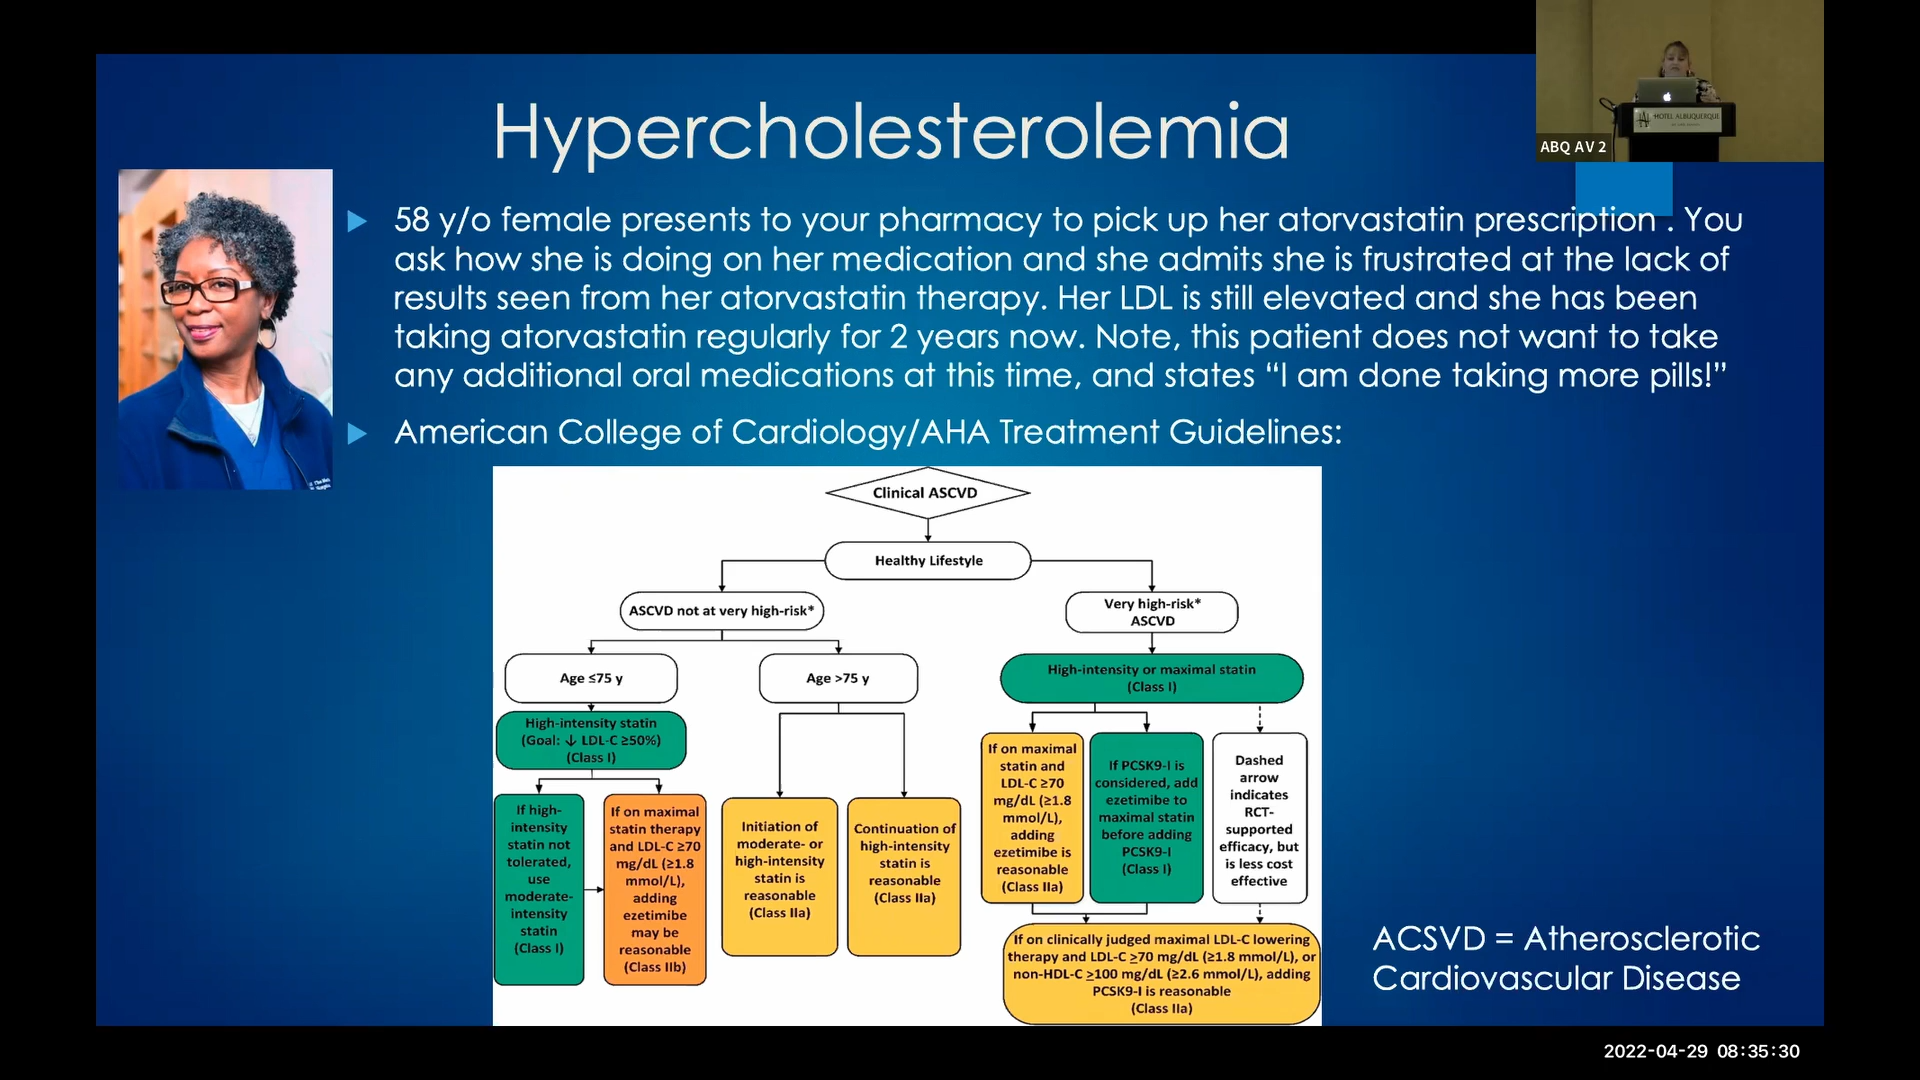 Hypercholesterolemia
ABQ AV 2
HOTEL ALBUQUERQUE
58 y/o female presents to your pharmacy to pick up her atorvastatin prescription . You
ask how she is doing on her medication and she admits she is frustrated at the lack of
results seen from her atorvastatin therapy. Her LDL is still elevated and she has been
taking atorvastatin regularly for 2 years now. Note, this patient does not want to take
any additional oral medications at this time, and states “I am done taking more pills!”
American College of Cardiology/AHA Treatment Guidelines:
Clinical ASCVD
Healthy Lifestyle
ASCVD not at very high-risk*
Very high-risk*
ASCVD
Age ≤75 y
Age >75 y
High-intensity or maximal statin
(Class I)
High-intensity statin
(Goal: ↓ LDL-C ≥50%)
(Class I)
If high-
intensity
statin not
tolerated,
use
moderate-
intensity
statin
(Class I)
If on maximal
statin therapy
and LDL-C ≥70
mg/dL (≥1.8
mmol/L),
adding
ezetimibe
may be
reasonable
(Class IIb)
Initiation of
moderate- or
high-intensity
statin is
reasonable
(Class IIa)
Continuation of
high-intensity
statin is
reasonable
(Class IIa)
If on maximal
statin and
LDL-C ≥70
mg/dL (≥1.8
mmol/L),
adding
ezetimibe is
reasonable
(Class IIa)
If PCSK9-I is
considered, add
ezetimibe to
maximal statin
before adding
PCSK9-I
(Class I)
Dashed
arrow
indicates
RCT-
supported
efficacy, but
is less cost
effective
If on clinically judged maximal LDL-C lowering
therapy and LDL-C ≥70 mg/dL (≥1.8 mmol/L), or
non-HDL-C ≥100 mg/dL (≥2.6 mmol/L), adding
PCSK9-I is reasonable
(Class IIa)
ACSVD = Atherosclerotic
Cardiovascular Disease
2022-04-29 08:35:30